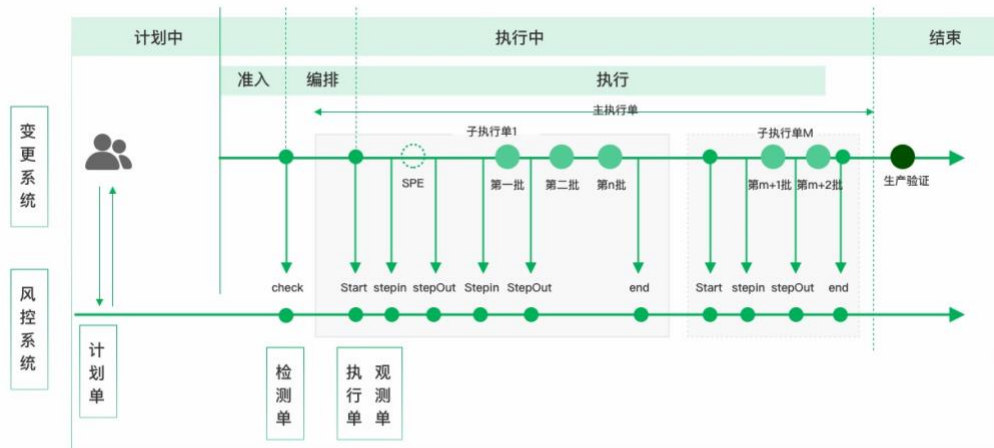 计划中
执行中
结束
准入
编排
执行
主执行单
子执行单1
子执行单M
变更系统
SPE
第一批
第二批
第n批
第m+1批
第m+2批
生产验证
风控系统
check
Start
stepin
stepOut
Stepin
StepOut
end
Start
stepin
stepOut
end
计划单
检测单
执行单
观测单